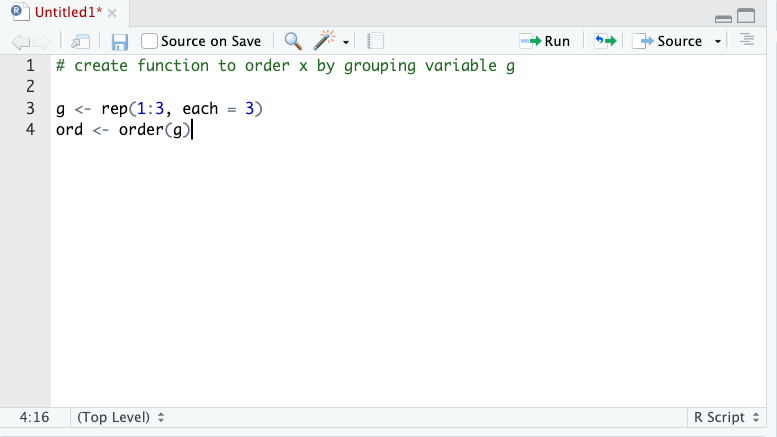 Untitled1*
Source on Save
Run
Source
1 # create function to order x by grouping variable g
2
3 g <- rep(1:3, each = 3)
4 ord <- order(g)
4:16 (Top Level) R Script